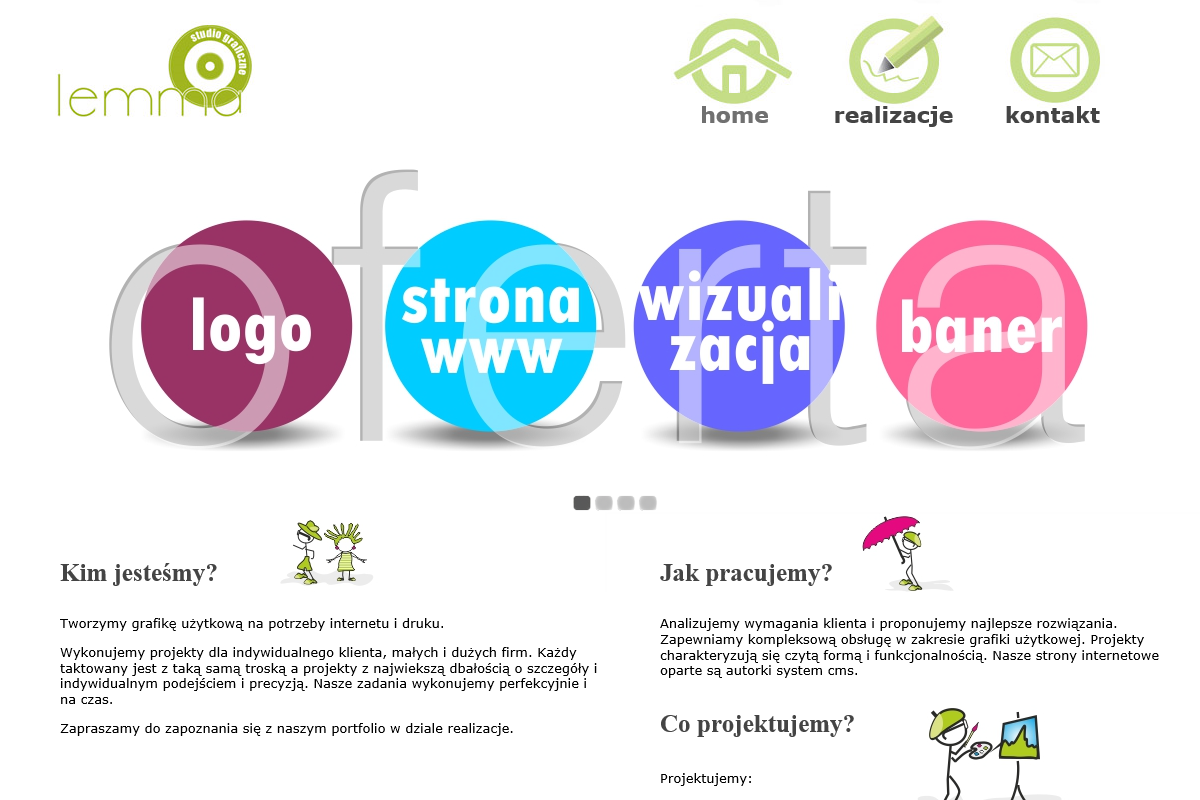 studio graficzne
lemma
home
realizacje
kontakt
oferta
logo
strona
www
wizuali
zacja
baner
Kim jesteśmy?
Tworzymy grafikę użytkową na potrzeby internetu i druku.
Wykonujemy projekty dla indywidualnego klienta, małych i dużych firm. Każdy
taktowany jest z taką samą troską a projekty z najwiekszą dbałością o szczegóły i
indywidualnym podejściem i precyzją. Nasze zadania wykonujemy perfekcyjnie i
na czas.
Zapraszamy do zapoznania się z naszym portfolio w dziale realizacje.
Jak pracujemy?
Analizujemy wymagania klienta i proponujemy najlepsze rozwiązania.
Zapewniamy kompleksową obsługę w zakresie grafiki użytkowej. Projekty
charakteryzują się czytą formą i funkcjonalnością. Nasze strony internetowe
oparte są autorki system cms.
Co projektujemy?
Projektujemy: